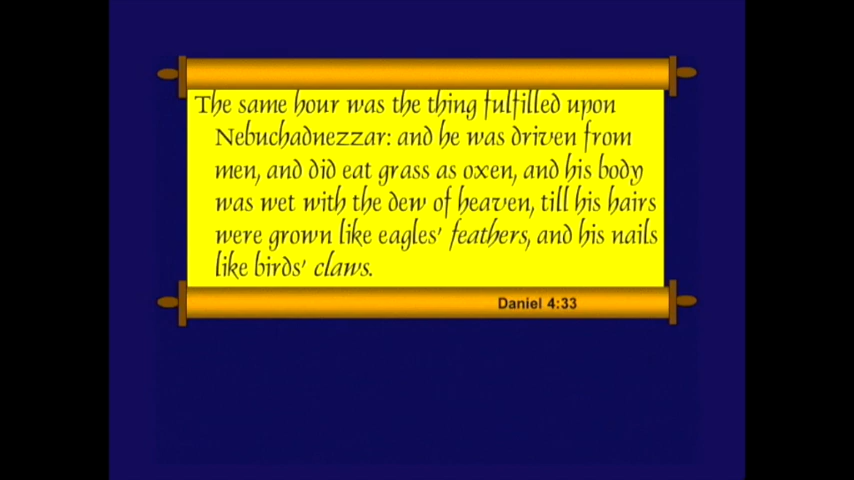 The same hour was the thing fulfilled upon
Nebuchadnezzar: and he was driven from
men, and did eat grass as oxen, and his body
was wet with the dew of heaven, till his hairs
were grown like eagles' feathers, and his nails
like birds' claws.
Daniel 4:33